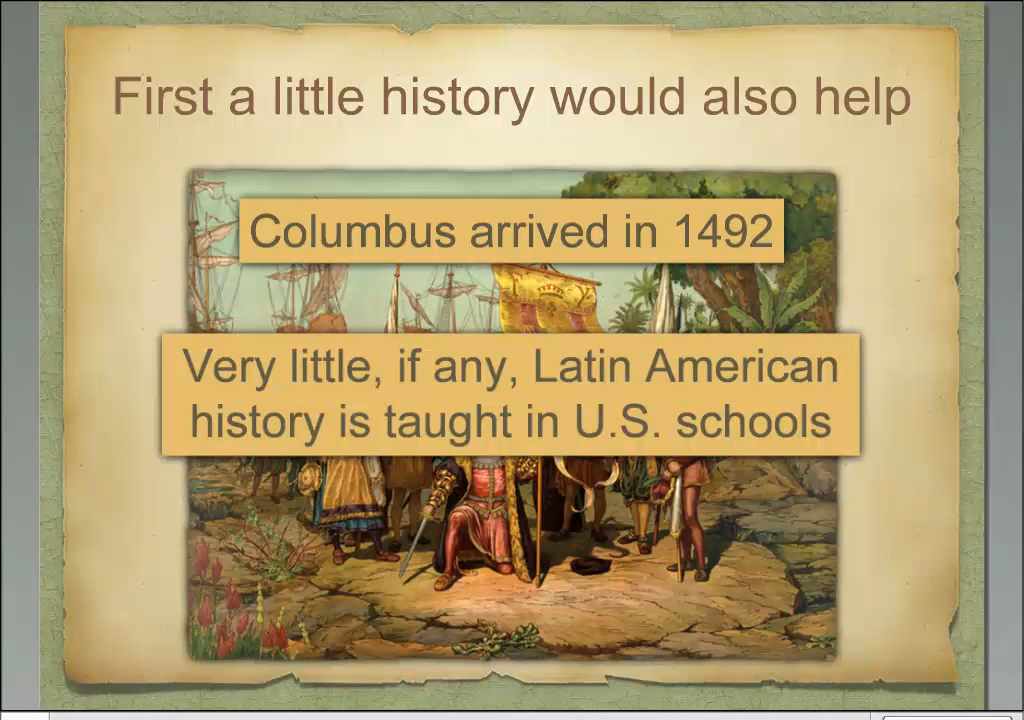 First a little history would also help
Columbus arrived in 1492
Very little, if any, Latin American
history is taught in U.S. schools